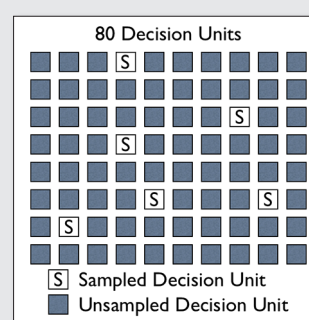 80 Decision Units
S
S
S
S S
S
S Sampled Decision Unit
Unsampled Decision Unit